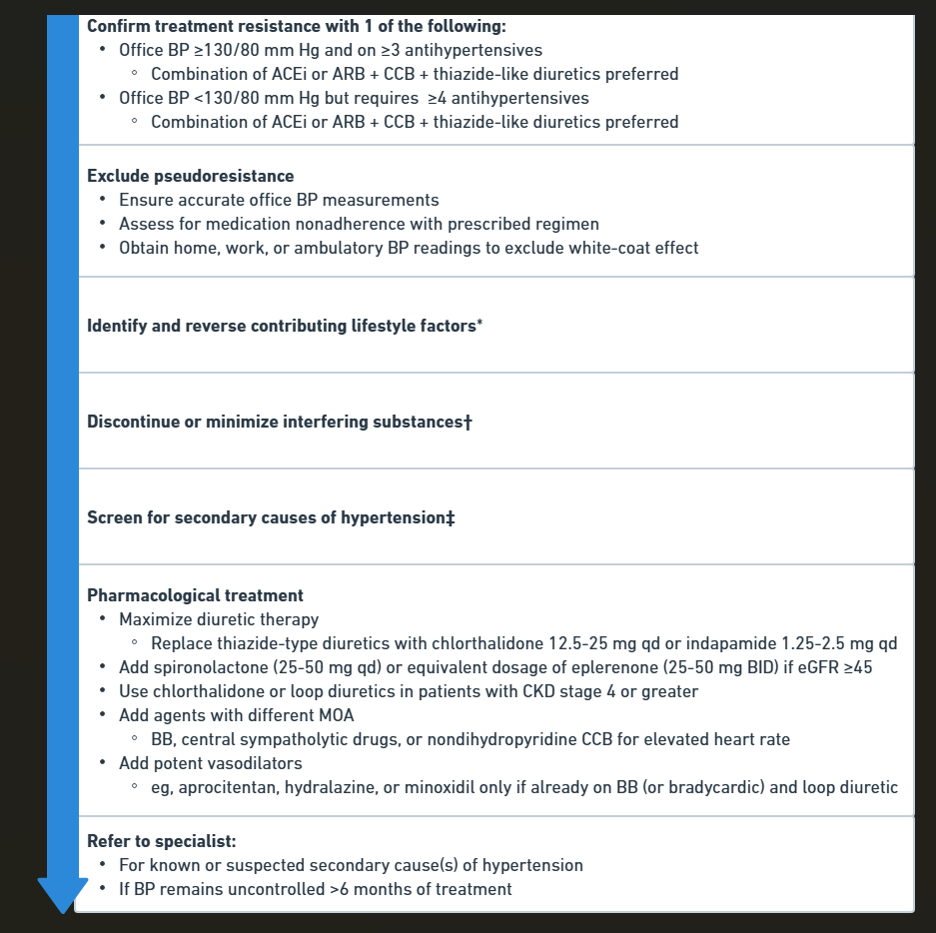 Confirm treatment resistance with 1 of the following:
• Office BP ≥130/80 mm Hg and on ≥3 antihypertensives
◦ Combination of ACEi or ARB + CCB + thiazide-like diuretics preferred
• Office BP <130/80 mm Hg but requires ≥4 antihypertensives
◦ Combination of ACEi or ARB + CCB + thiazide-like diuretics preferred
Exclude pseudoresistance
• Ensure accurate office BP measurements
• Assess for medication nonadherence with prescribed regimen
• Obtain home, work, or ambulatory BP readings to exclude white-coat effect
Identify and reverse contributing lifestyle factors*
Discontinue or minimize interfering substances†
Screen for secondary causes of hypertension‡
Pharmacological treatment
• Maximize diuretic therapy
◦ Replace thiazide-type diuretics with chlorthalidone 12.5-25 mg qd or indapamide 1.25-2.5 mg qd
• Add spironolactone (25-50 mg qd) or equivalent dosage of eplerenone (25-50 mg BID) if eGFR ≥45
• Use chlorthalidone or loop diuretics in patients with CKD stage 4 or greater
• Add agents with different MOA
◦ BB, central sympatholytic drugs, or nondihydropyridine CCB for elevated heart rate
• Add potent vasodilators
◦ eg, aprocitentan, hydralazine, or minoxidil only if already on BB (or bradycardic) and loop diuretic
Refer to specialist:
• For known or suspected secondary cause(s) of hypertension
• If BP remains uncontrolled >6 months of treatment